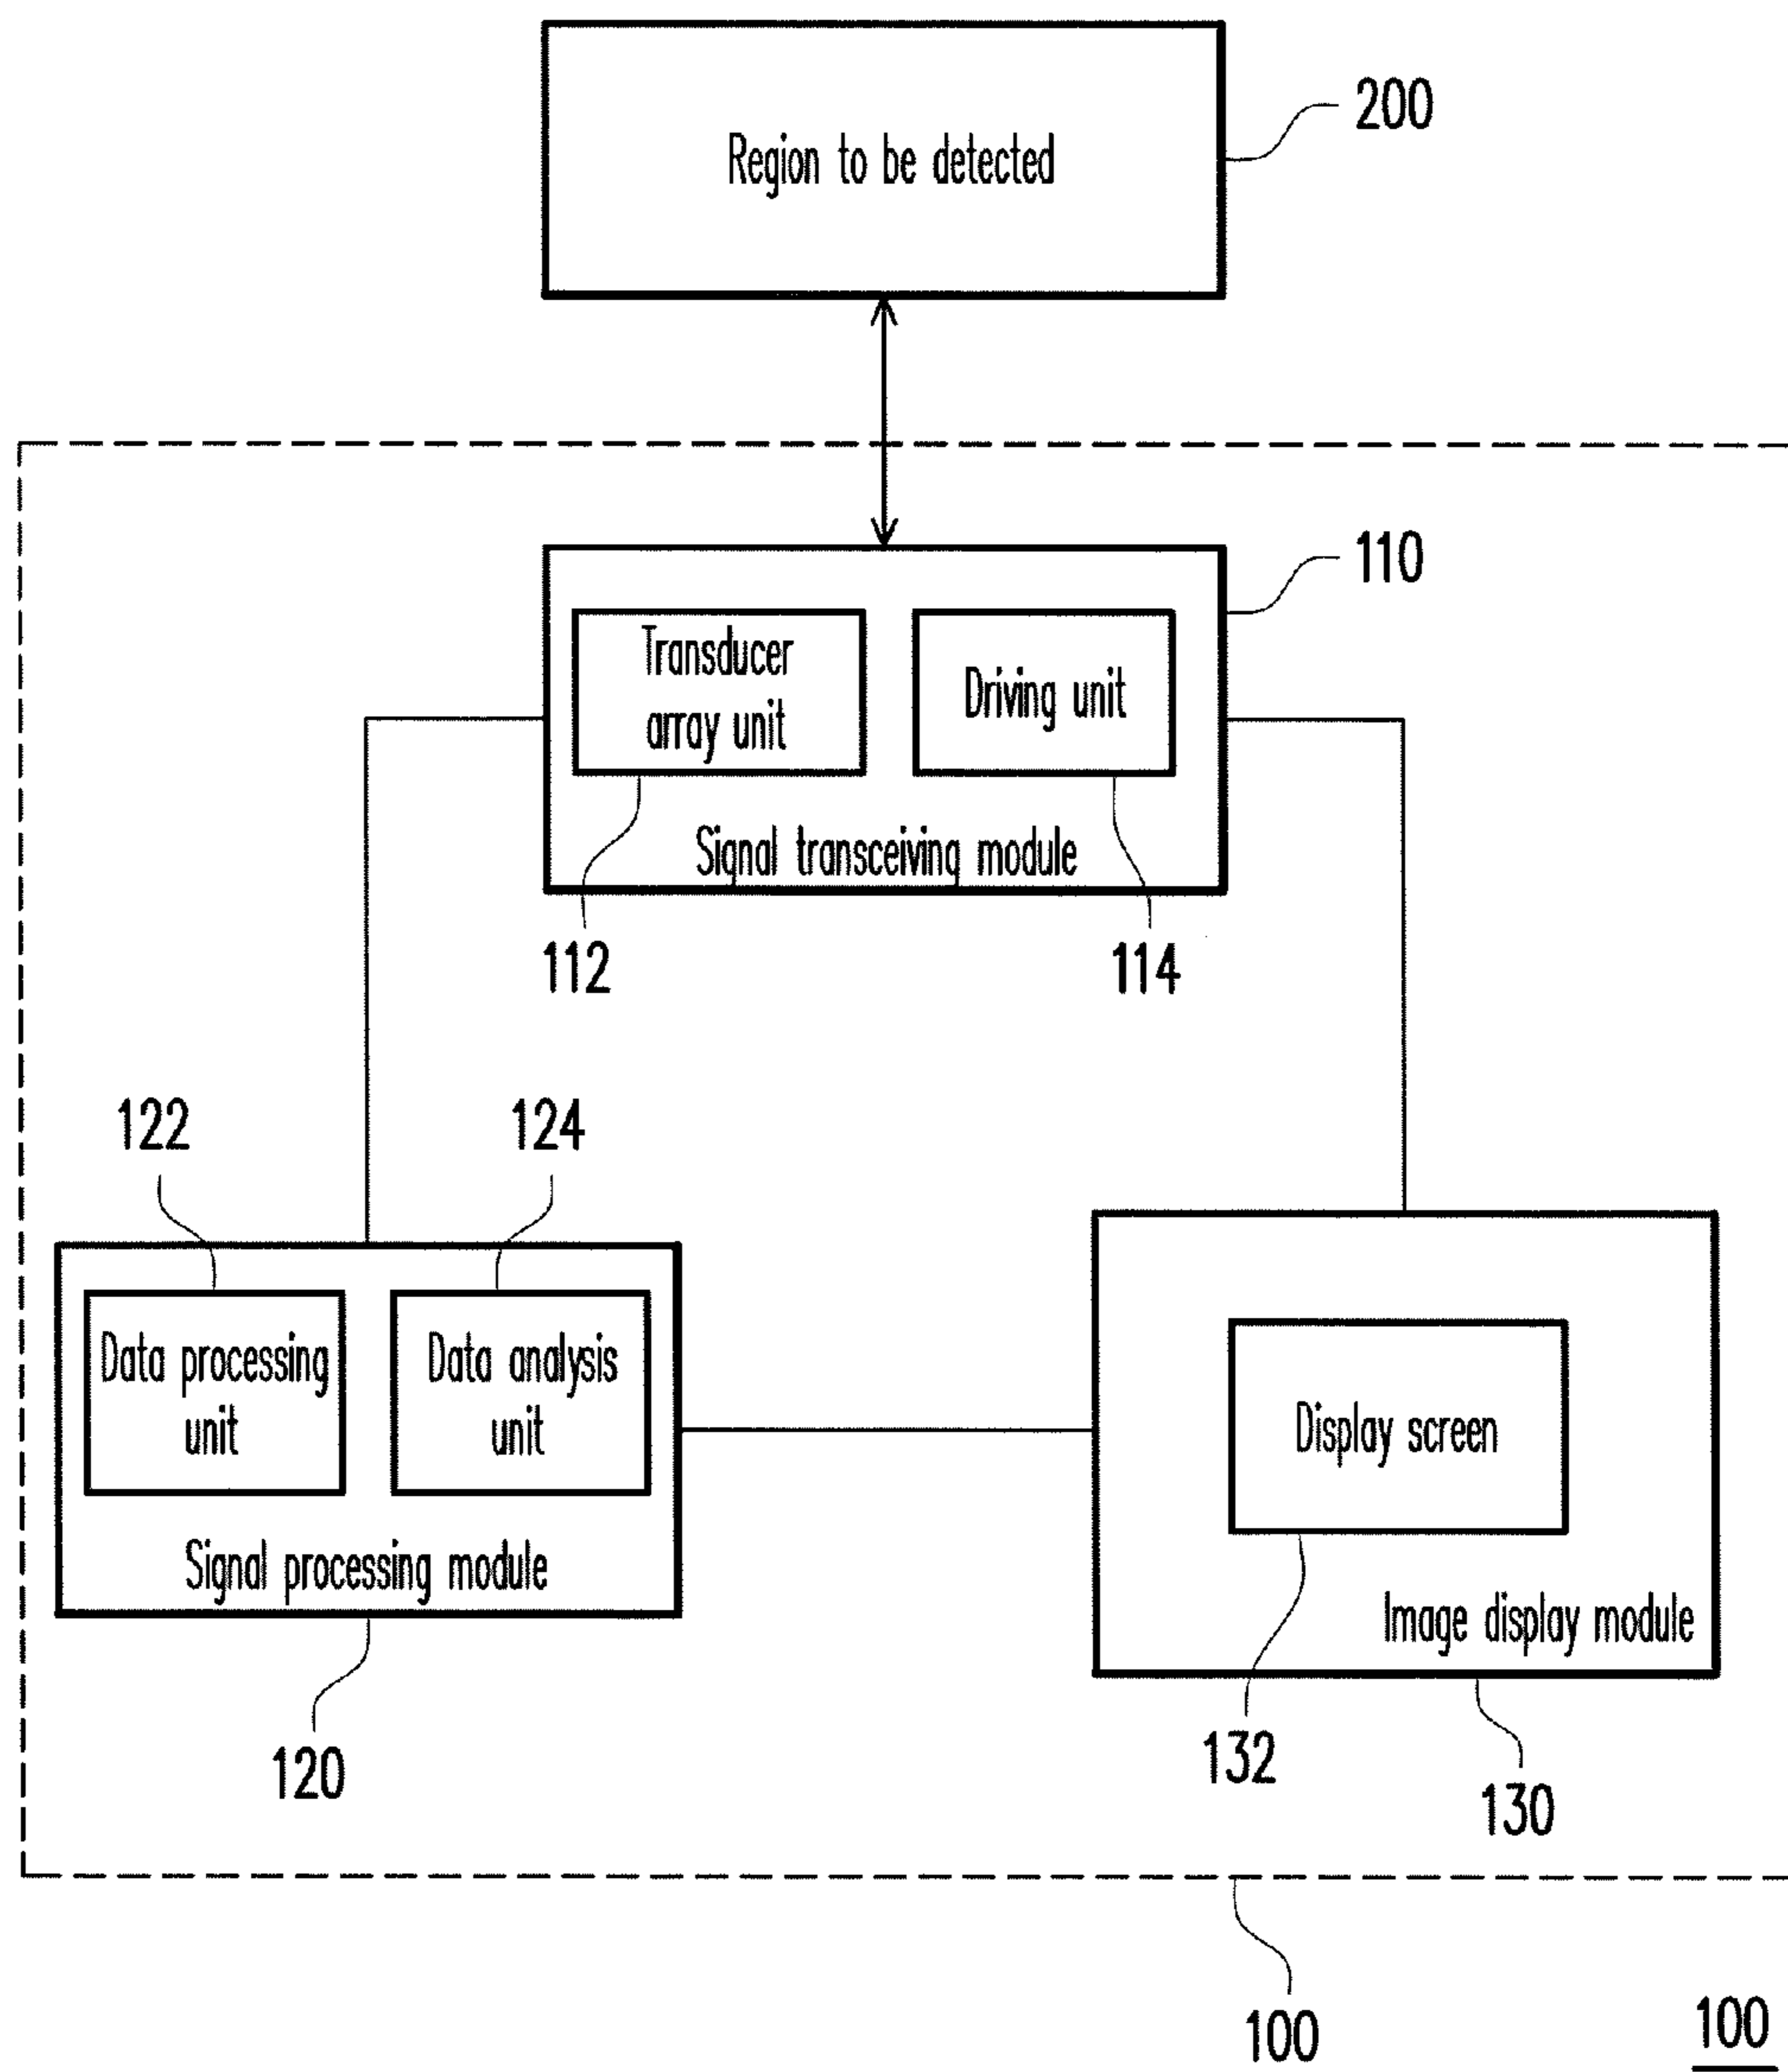 Region to be detected
200
110
Transducer
array unit
Driving unit
Signal transceiving module
112
114
122
124
Data processing
unit
Data analysis
unit
Signal processing module
120
Display screen
Image display module
132
130
100
100